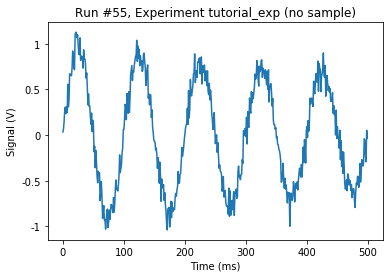 Run #55, Experiment tutorial_exp (no sample)
Signal (V)
1
0.5
0
-0.5
-1
0 100 200 300 400 500
Time (ms)